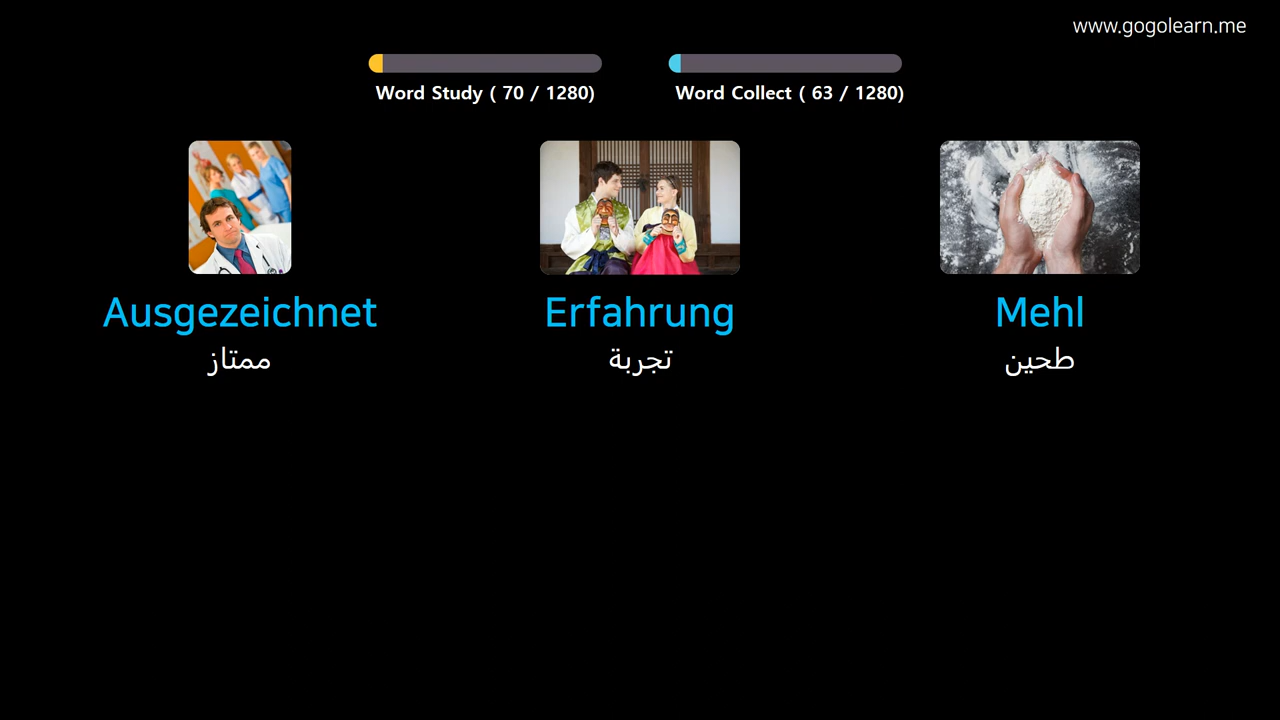 www.gogolearn.me
Word Study ( 70 / 1280)
Word Collect ( 63 / 1280)
Ausgezeichnet
ممتاز
Erfahrung
تجربة
Mehl
طحين